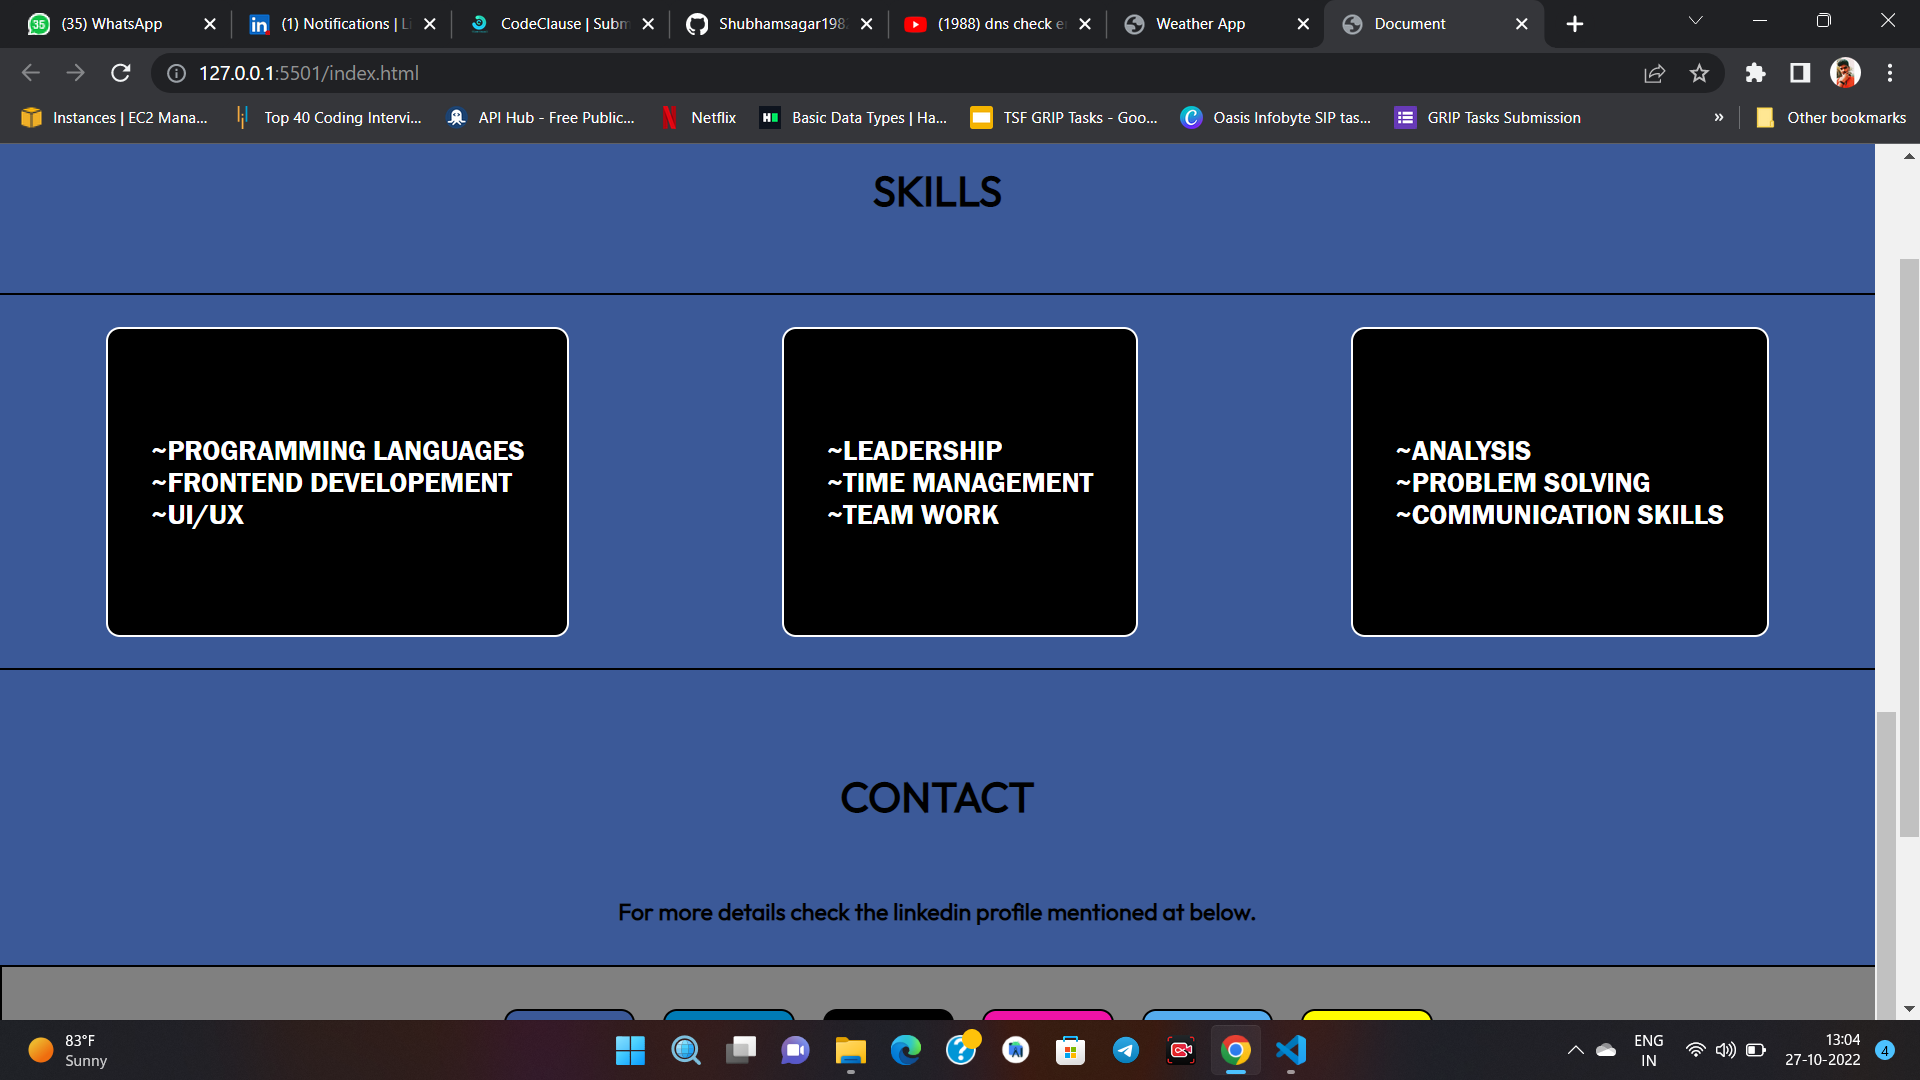 (35) WhatsApp
(1) Notifications | Li
CodeClause | Subm
Shubhamsagar198
(1988) dns check e
Weather App
Document
127.0.0.1:5501/index.html
Instances | EC2 Mana...
Top 40 Coding Intervi...
API Hub - Free Public...
Netflix
Basic Data Types | Ha...
TSF GRIP Tasks - Goo...
Oasis Infobyte SIP tas...
GRIP Tasks Submission
»
Other bookmarks
SKILLS
~PROGRAMMING LANGUAGES
~FRONTEND DEVELOPEMENT
~UI/UX
~LEADERSHIP
~TIME MANAGEMENT
~TEAM WORK
~ANALYSIS
~PROBLEM SOLVING
~COMMUNICATION SKILLS
CONTACT
For more details check the linkedin profile mentioned at below.
83°F
Sunny
ENG
IN
13:04
27-10-2022
4